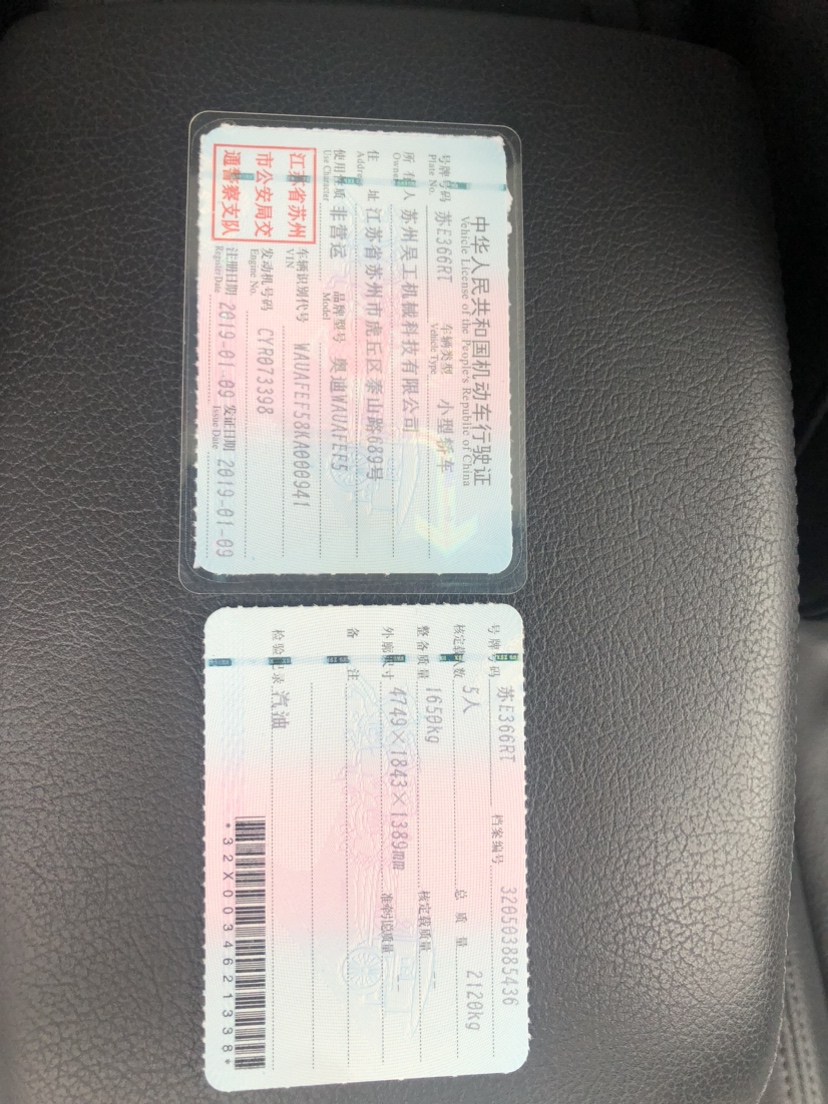 中华人民共和国机动车行驶证
Vehicle License of the People's Republic of China
号牌号码 苏E366RT 车辆类型 小型轿车
Plate No. Vehicle Type
所有人 苏州昊工机械科技有限公司
Owner
住址 江苏省苏州市虎丘区泰山路689号
Address
使用性质 非营运 品牌型号 奥迪WAUAFEF5
Use Character Model
江苏省苏州
市公安局交
通警察支队
车辆识别代号 WAUAFEF58KA000941
VIN
发动机号码 CYR073398
Engine No.
注册日期 2019-01-09 发证日期 2019-01-09
Register Date Issue Date
号牌号码 苏E366RT 档案编号 320503885436
核定载人数 5人 总质量 2120kg
整备质量 1650kg 核定载质量 --
外廓尺寸 4749×1843×1389mm 准牵引总质量 --
备注
检验记录 汽油
*32X0034621338*